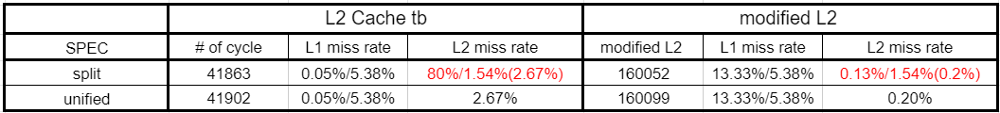 L2 Cache tb modified L2
SPEC # of cycle L1 miss rate L2 miss rate modified L2 L1 miss rate L2 miss rate
split 41863 0.05%/5.38% 80%/1.54%(2.67%) 160052 13.33%/5.38% 0.13%/1.54%(0.2%)
unified 41902 0.05%/5.38% 2.67% 160099 13.33%/5.38% 0.20%